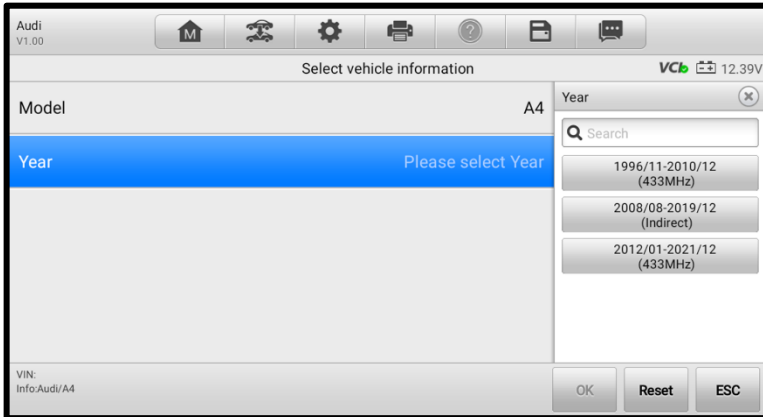 Audi
V1.00
M
Select vehicle information
VCI 12.39V
Model A4
Year Please select Year
Year
Search
1996/11-2010/12
(433MHz)
2008/08-2019/12
(Indirect)
2012/01-2021/12
(433MHz)
VIN:
Info:Audi/A4
OK Reset ESC